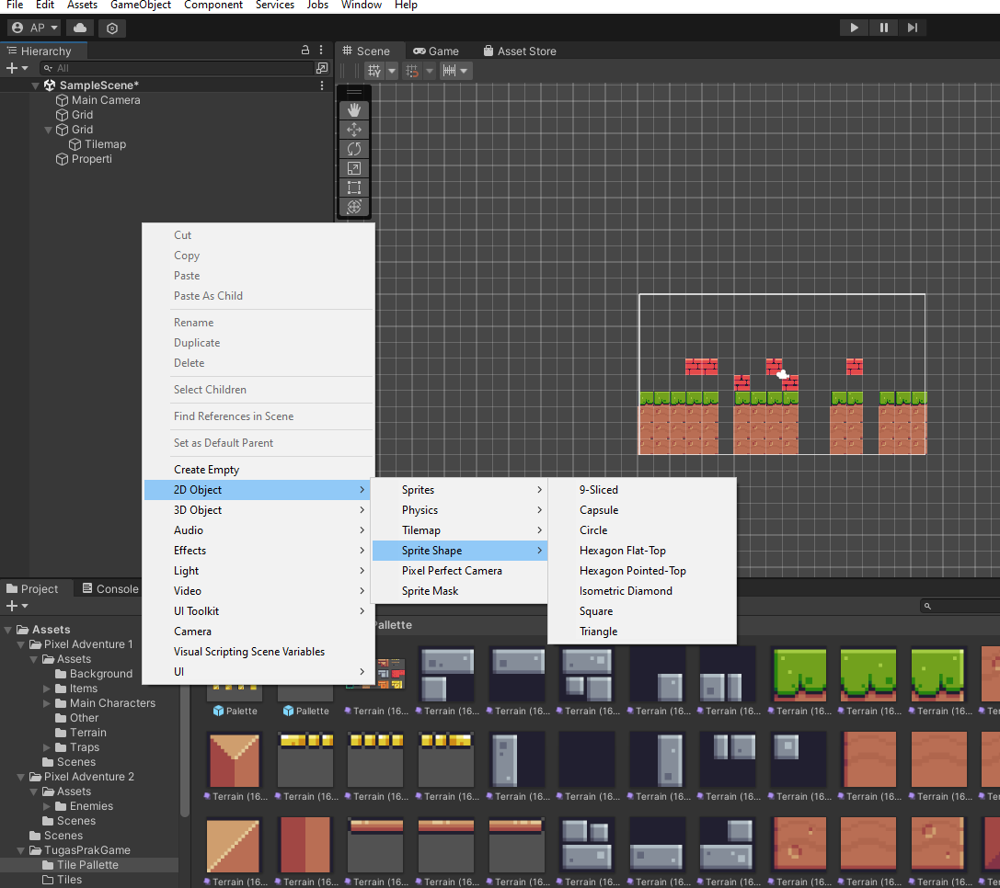 File Edit Assets GameObject Component Services Jobs Window Help
AP
Hierarchy
Scene Game Asset Store
All
SampleScene*
Main Camera
Grid
Grid
Tilemap
Properti
Cut
Copy
Paste
Paste As Child
Rename
Duplicate
Delete
Select Children
Find References in Scene
Set as Default Parent
Create Empty
2D Object
3D Object
Audio
Effects
Light
Video
UI Toolkit
Camera
Visual Scripting Scene Variables
UI
Sprites
Physics
Tilemap
Sprite Shape
Pixel Perfect Camera
Sprite Mask
9-Sliced
Capsule
Circle
Hexagon Flat-Top
Hexagon Pointed-Top
Isometric Diamond
Square
Triangle
Project Console
Assets
Pixel Adventure 1
Assets
Background
Items
Main Characters
Other
Terrain
Traps
Scenes
Pixel Adventure 2
Assets
Enemies
Scenes
Scenes
TugasPrakGame
Tile Pallette
Tiles
Pallette
Palette Palette Terrain (16... Terrain (16... Terrain (16... Terrain (16... Terrain (16... Terrain (16... Terrain (16... Terrain (16... Terrain (16... Terr
Terrain (16... Terrain (16... Terrain (16... Terrain (16... Terrain (16... Terrain (16... Terrain (16... Terrain (16... Terrain (16... Terrain (16... Terrain (16... Terr
Terrain (16... Terrain (16... Terrain (16... Terrain (16... Terrain (16... Terrain (16... Terrain (16... Terrain (16... Terrain (16... Terrain (16... Terrain (16... Terr